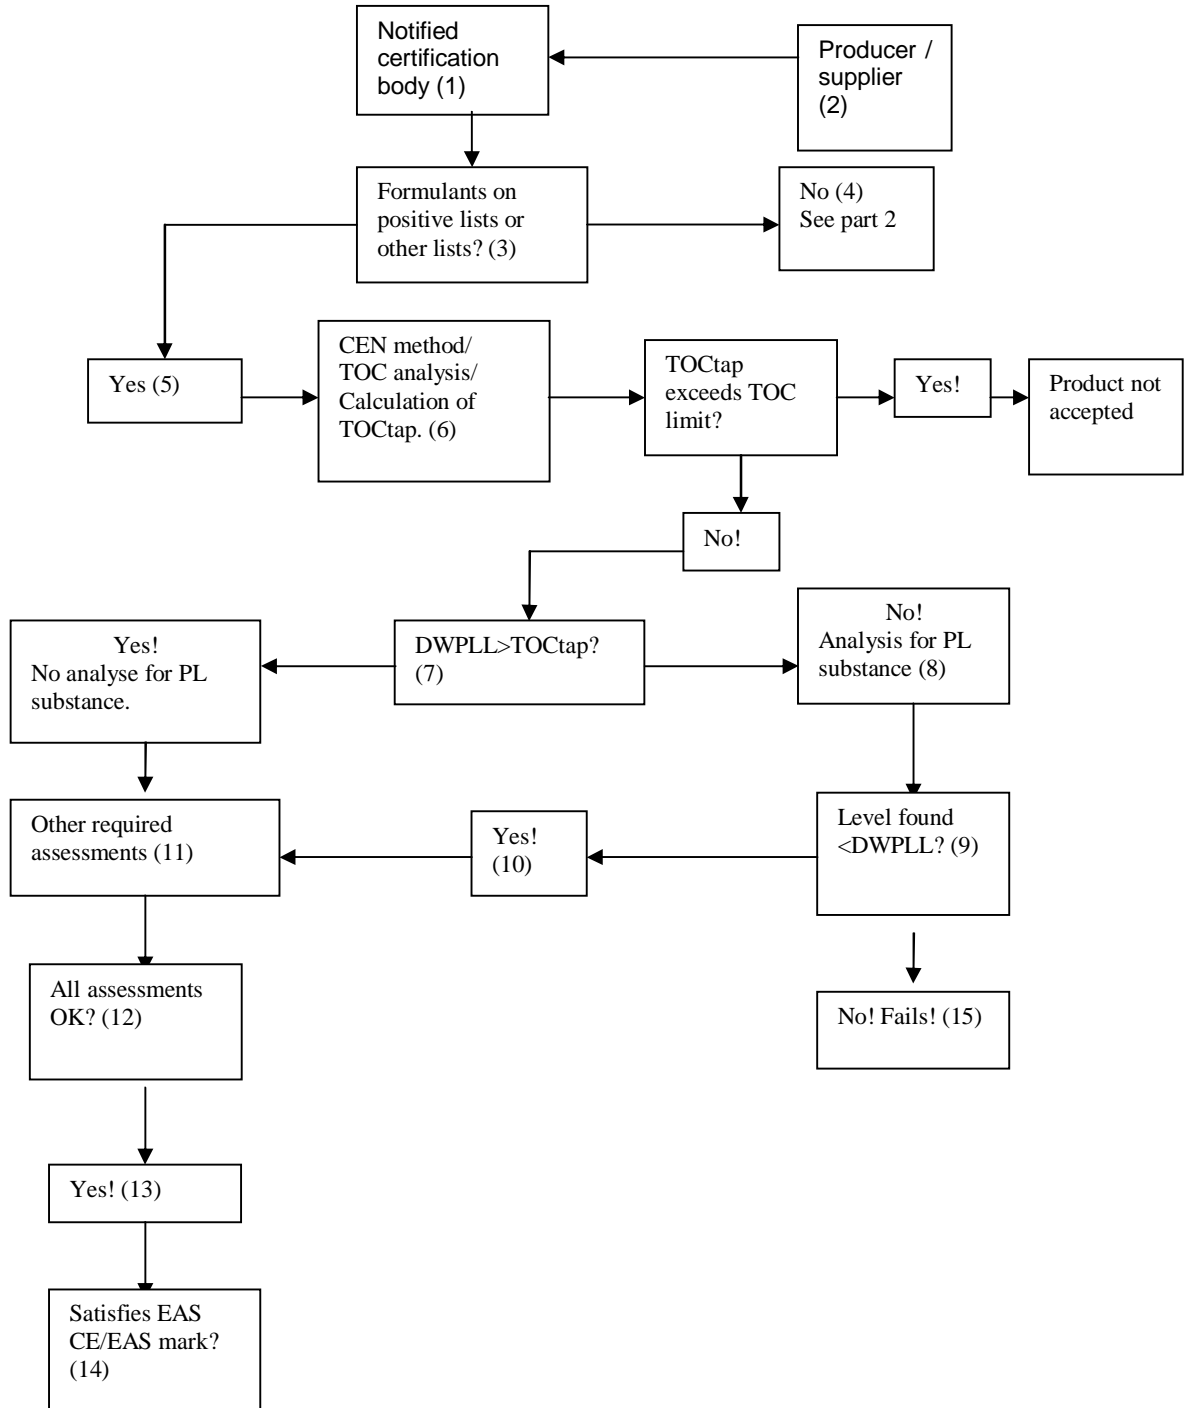 Notified
certification
body (1)
Producer /
supplier
(2)
Formulants on
positive lists or
other lists? (3)
No (4)
See part 2
Yes (5)
CEN method/
TOC analysis/
Calculation of
TOCtap. (6)
TOCtap
exceeds TOC
limit?
Yes!
Product not
accepted
No!
Yes!
No analyse for PL
substance.
DWPLL>TOCtap?
(7)
No!
Analysis for PL
substance (8)
Other required
assessments (11)
Yes!
(10)
Level found
<DWPLL? (9)
All assessments
OK? (12)
No! Fails! (15)
Yes! (13)
Satisfies EAS
CE/EAS mark?
(14)